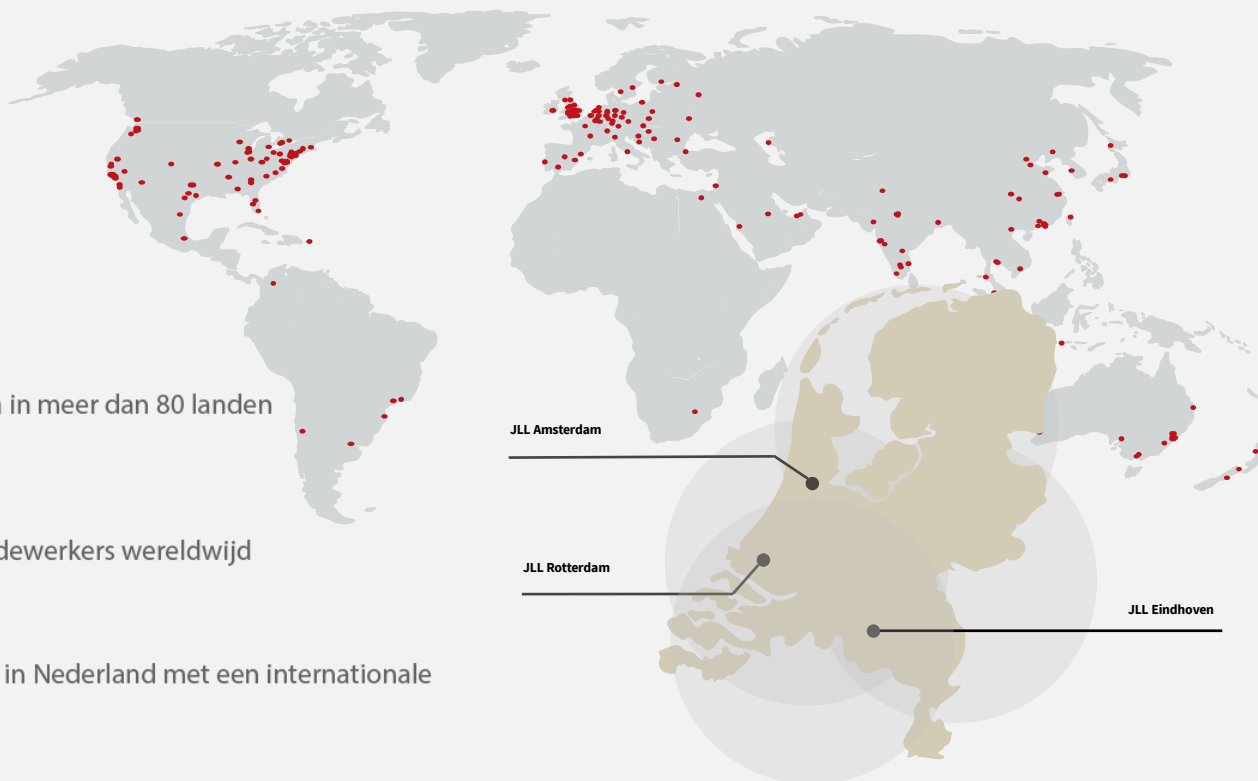 in meer dan 80 landen
JLL Amsterdam
dewerkers wereldwijd
JLL Rotterdam
JLL Eindhoven
in Nederland met een internationale